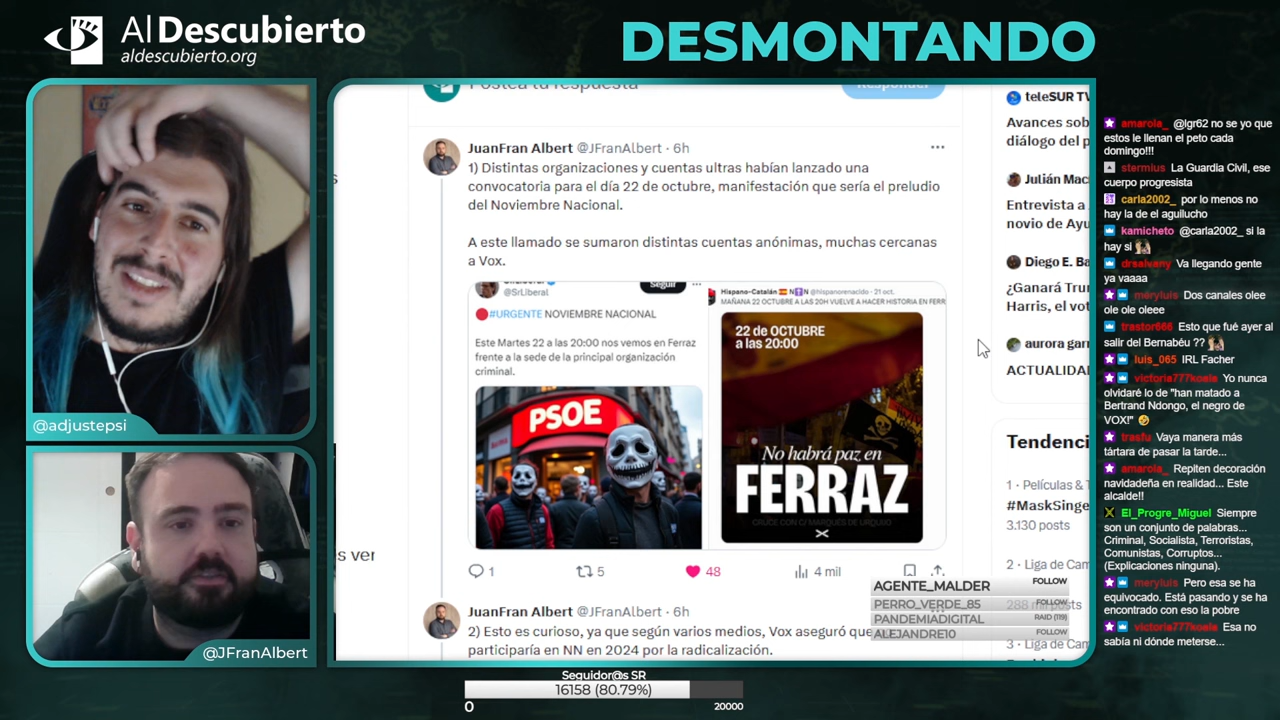 Al Descubierto
aldescubierto.org
DESMONTANDO
@adjustepsi
@JFranAlbert
Postea tu respuesta
Responder
JuanFran Albert @JFranAlbert · 6h
1) Distintas organizaciones y cuentas ultras habían lanzado una
convocatoria para el día 22 de octubre, manifestación que sería el preludio
del Noviembre Nacional.
A este llamado se sumaron distintas cuentas anónimas, muchas cercanas
a Vox.
@SrLiberal
Seguir
🔴#URGENTE NOVIEMBRE NACIONAL
Este Martes 22 a las 20:00 nos vemos en Ferraz
frente a la sede de la principal organización
criminal.
PSOE
Hispano-Catalán @hispanorenacido · 21 oct.
MAÑANA 22 OCTUBRE A LAS 20H VUELVE A HACER HISTORIA EN FERR
22 de OCTUBRE
a las 20:00
No habrá paz en
FERRAZ
CRUCE CON C/ MARQUÉS DE URQUIJO
1
5
48
4 mil
JuanFran Albert @JFranAlbert · 6h
2) Esto es curioso, ya que según varios medios, Vox aseguró que
participaría en NN en 2024 por la radicalización.
s
os ver
teleSUR TV
Avances sob
diálogo del p
Julián Mac
Entrevista a
novio de Ayu
Diego E. Ba
¿Ganará Trum
Harris, el vot
aurora garr
ACTUALIDA
Tendenci
1 · Películas & T
#MaskSinge
3.130 posts
2 · Liga de Cam
288 mil posts
3 · Liga de Cam
AGENTE_MALDER FOLLOW
PERRO_VERDE_85 FOLLOW
PANDEMIADIGITAL RAID (119)
ALEJANDRE10 FOLLOW
amarola_ @lgr62 no se yo que
estos le llenan el peto cada
domingo!!!
stermius La Guardia Civil, ese
cuerpo progresista
carla2002_ por lo menos no
hay la de el aguilucho
kamicheto @carla2002_ si la
hay si
drsalvany Va llegando gente
ya vaaaa
meryluis Dos canales olee
ole ole oleee
trastor666 Esto que fué ayer al
salir del Bernabéu ??
luis_065 IRL Facher
victoria777koala Yo nunca
olvidaré lo de "han matado a
Bertrand Ndongo, el negro de
VOX!" 🤣
trasfu Vaya manera más
tártara de pasar la tarde...
amarola_ Repiten decoración
navideña en realidad... Este
alcalde!!
El_Progre_Miguel Siempre
son un conjunto de palabras...
Criminal, Socialista, Terroristas,
Comunistas, Corruptos...
(Explicaciones ninguna).
meryluis Pero esa se ha
equivocado. Está pasando y se ha
encontrado con eso la pobre
victoria777koala Esa no
sabía ni dónde meterse...
Seguidor@s SR
16158 (80.79%)
0
20000